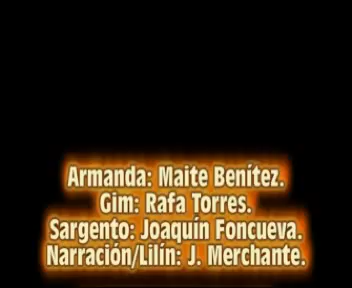 Armanda: Maite Benítez.
Gim: Rafa Torres.
Sargento: Joaquín Foncueva.
Narración/Lilín: J. Merchante.